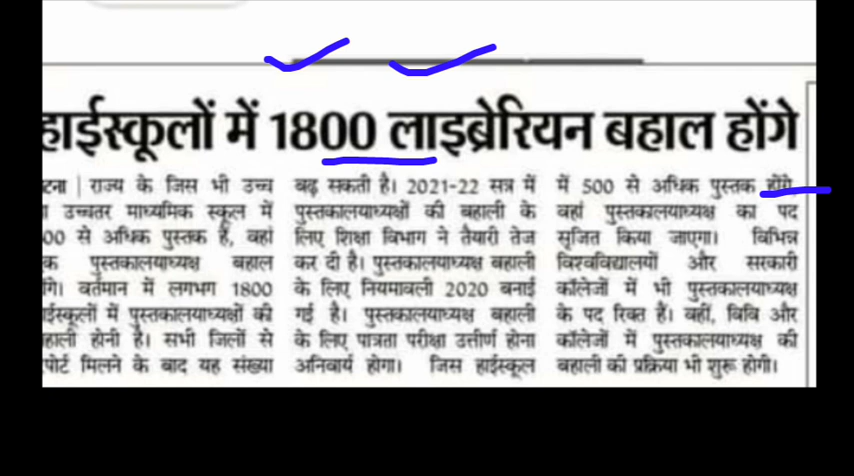 हाईस्कूलों में 1800 लाइब्रेरियन बहाल होंगे
टना | राज्य के जिस भी उच्च
उच्चतर माध्यमिक स्कूल में
00 से अधिक पुस्तक है, वहां
क पुस्तकालयाध्यक्ष बहाल
गे। वर्तमान में लगभग 1800
ईस्कूलों में पुस्तकालयाध्यक्षों की
हाली होनी है। सभी जिलों से
पोर्ट मिलने के बाद यह संख्या
बढ़ सकती है। 2021-22 सत्र में
पुस्तकालयाध्यक्षों की बहाली के
लिए शिक्षा विभाग ने तैयारी तेज
कर दी है। पुस्तकालयाध्यक्ष बहाली
के लिए नियमावली 2020 बनाई
गई है। पुस्तकालयाध्यक्ष बहाली
के लिए पात्रता परीक्षा उत्तीर्ण होना
अनिवार्य होगा। जिस हाईस्कूल
में 500 से अधिक पुस्तक होंगे
वहां पुस्तकालयाध्यक्ष का पद
सृजित किया जाएगा। विभिन्न
विश्वविद्यालयों और सरकारी
कॉलेजों में भी पुस्तकालयाध्यक्ष
के पद रिक्त हैं। वहीं, विवि और
कॉलेजों में पुस्तकालयाध्यक्ष की
बहाली की प्रक्रिया भी शुरू होगी।